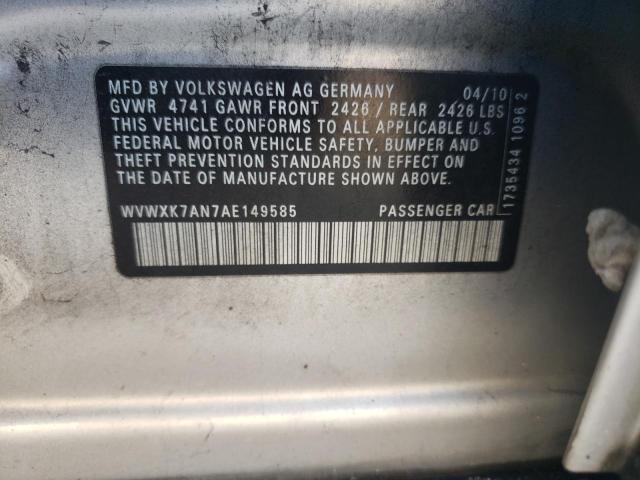 MFD BY VOLKSWAGEN AG GERMANY 04/10
GVWR 4741 GAWR FRONT 2426 / REAR 2426 LBS
THIS VEHICLE CONFORMS TO ALL APPLICABLE U.S.
FEDERAL MOTOR VEHICLE SAFETY, BUMPER AND
THEFT PREVENTION STANDARDS IN EFFECT ON
THE DATE OF MANUFACTURE SHOWN ABOVE
WVWXK7AN7AE149585 PASSENGER CAR
1735434 1096 2